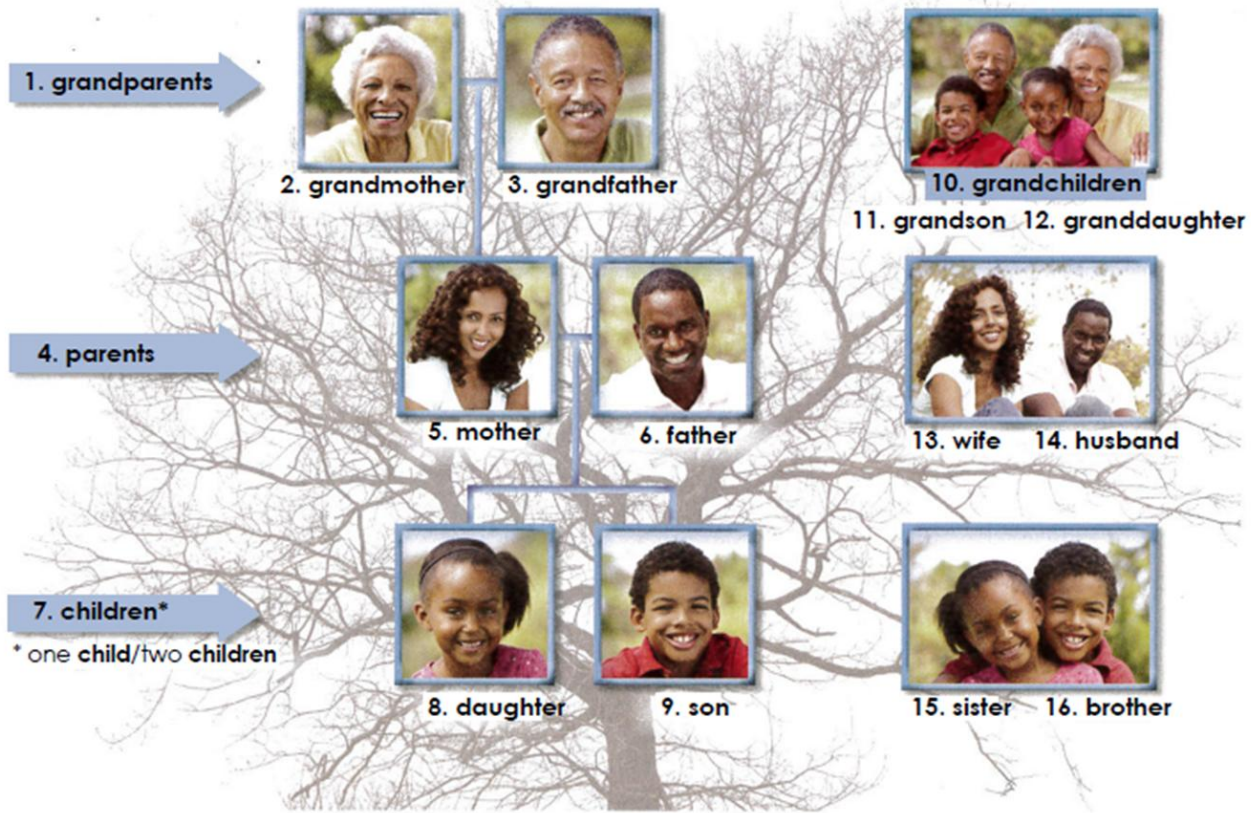 1. grandparents
2. grandmother
3. grandfather
10. grandchildren
11. grandson 12. granddaughter
4. parents
5. mother
6. father
13. wife
14. husband
7. children*
* one child/two children
8. daughter
9. son
15. sister
16. brother